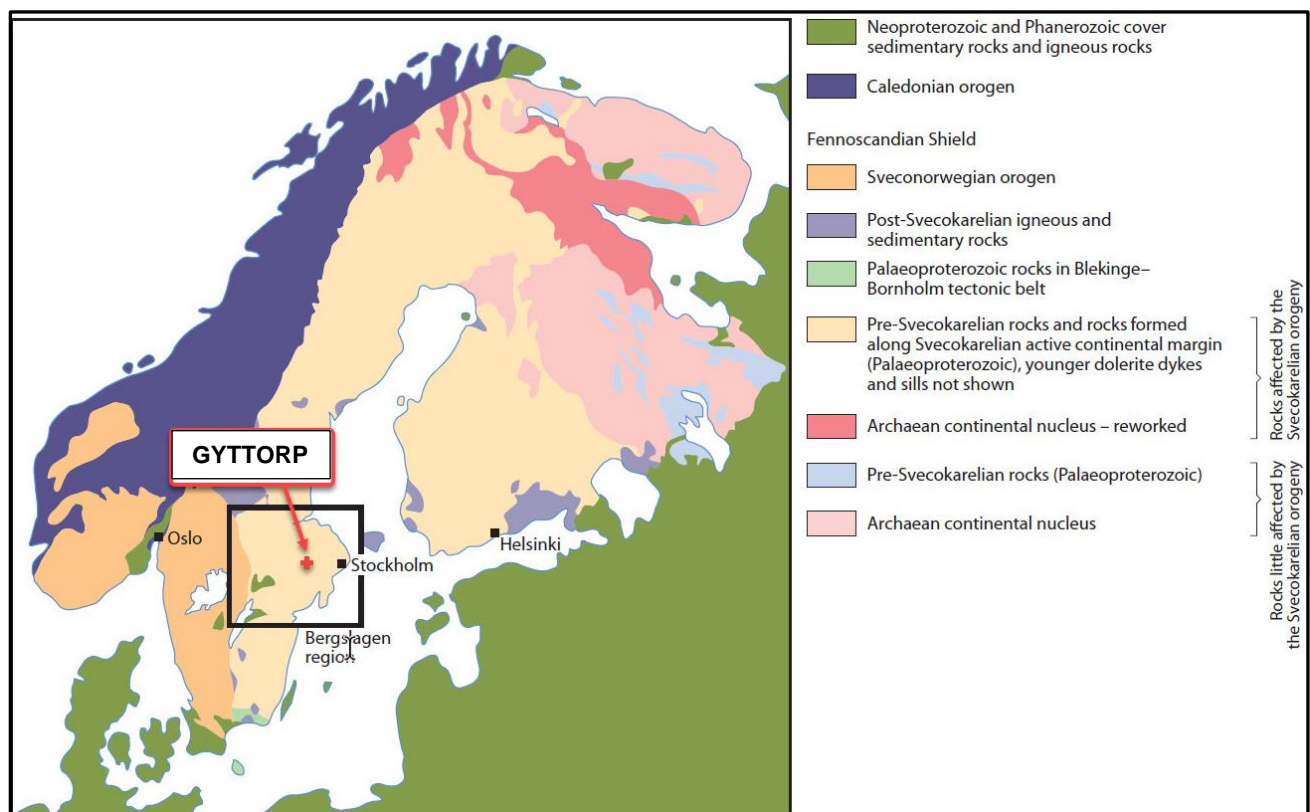 Neoproterozoic and Phanerozoic cover
sedimentary rocks and igneous rocks
Caledonian orogen
Fennoscandian Shield
Sveconorwegian orogen
Post-Svecokarelian igneous and
sedimentary rocks
Palaeoproterozoic rocks in Blekinge–
Bornholm tectonic belt
Pre-Svecokarelian rocks and rocks formed
along Svecokarelian active continental margin
(Palaeoproterozoic), younger dolerite dykes
and sills not shown
Archaean continental nucleus – reworked
Rocks affected by the
Svecokarelian orogeny
Pre-Svecokarelian rocks (Palaeoproterozoic)
Archaean continental nucleus
Rocks little affected by
the Svecokarelian orogeny
GYTTORP
Oslo
Stockholm
Helsinki
Bergslagen
region